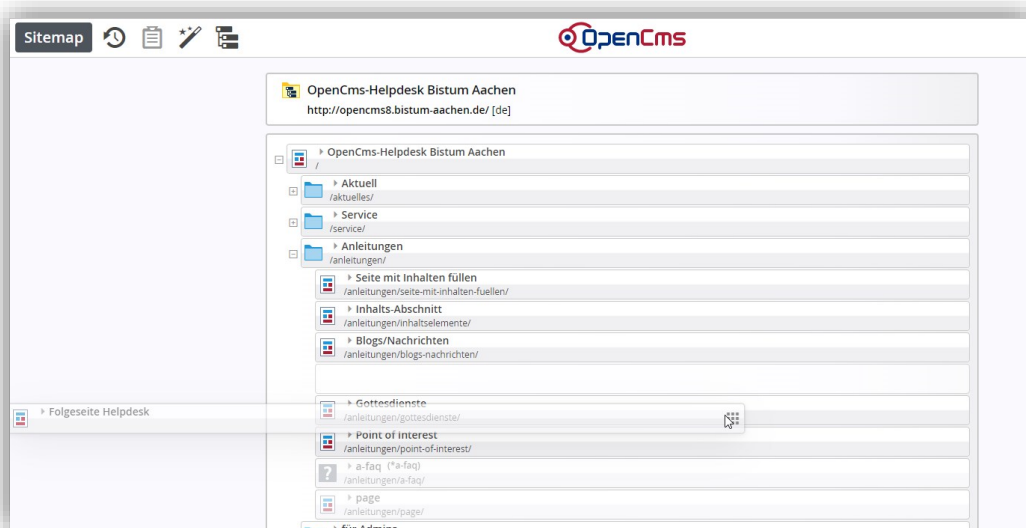 Sitemap
OpenCms
OpenCms-Helpdesk Bistum Aachen
http://opencms8.bistum-aachen.de/ [de]
OpenCms-Helpdesk Bistum Aachen
/
Aktuell
/aktuelles/
Service
/service/
Anleitungen
/anleitungen/
Seite mit Inhalten füllen
/anleitungen/seite-mit-inhalten-fuellen/
Inhalts-Abschnitt
/anleitungen/inhaltselemente/
Blogs/Nachrichten
/anleitungen/blogs-nachrichten/
Gottesdienste
Folgeseite Helpdesk
/anleitungen/gottesdienste/
Point of Interest
/anleitungen/point-of-interest/
a-faq (*a-faq)
/anleitungen/a-faq/
page
/anleitungen/page/
für Admins